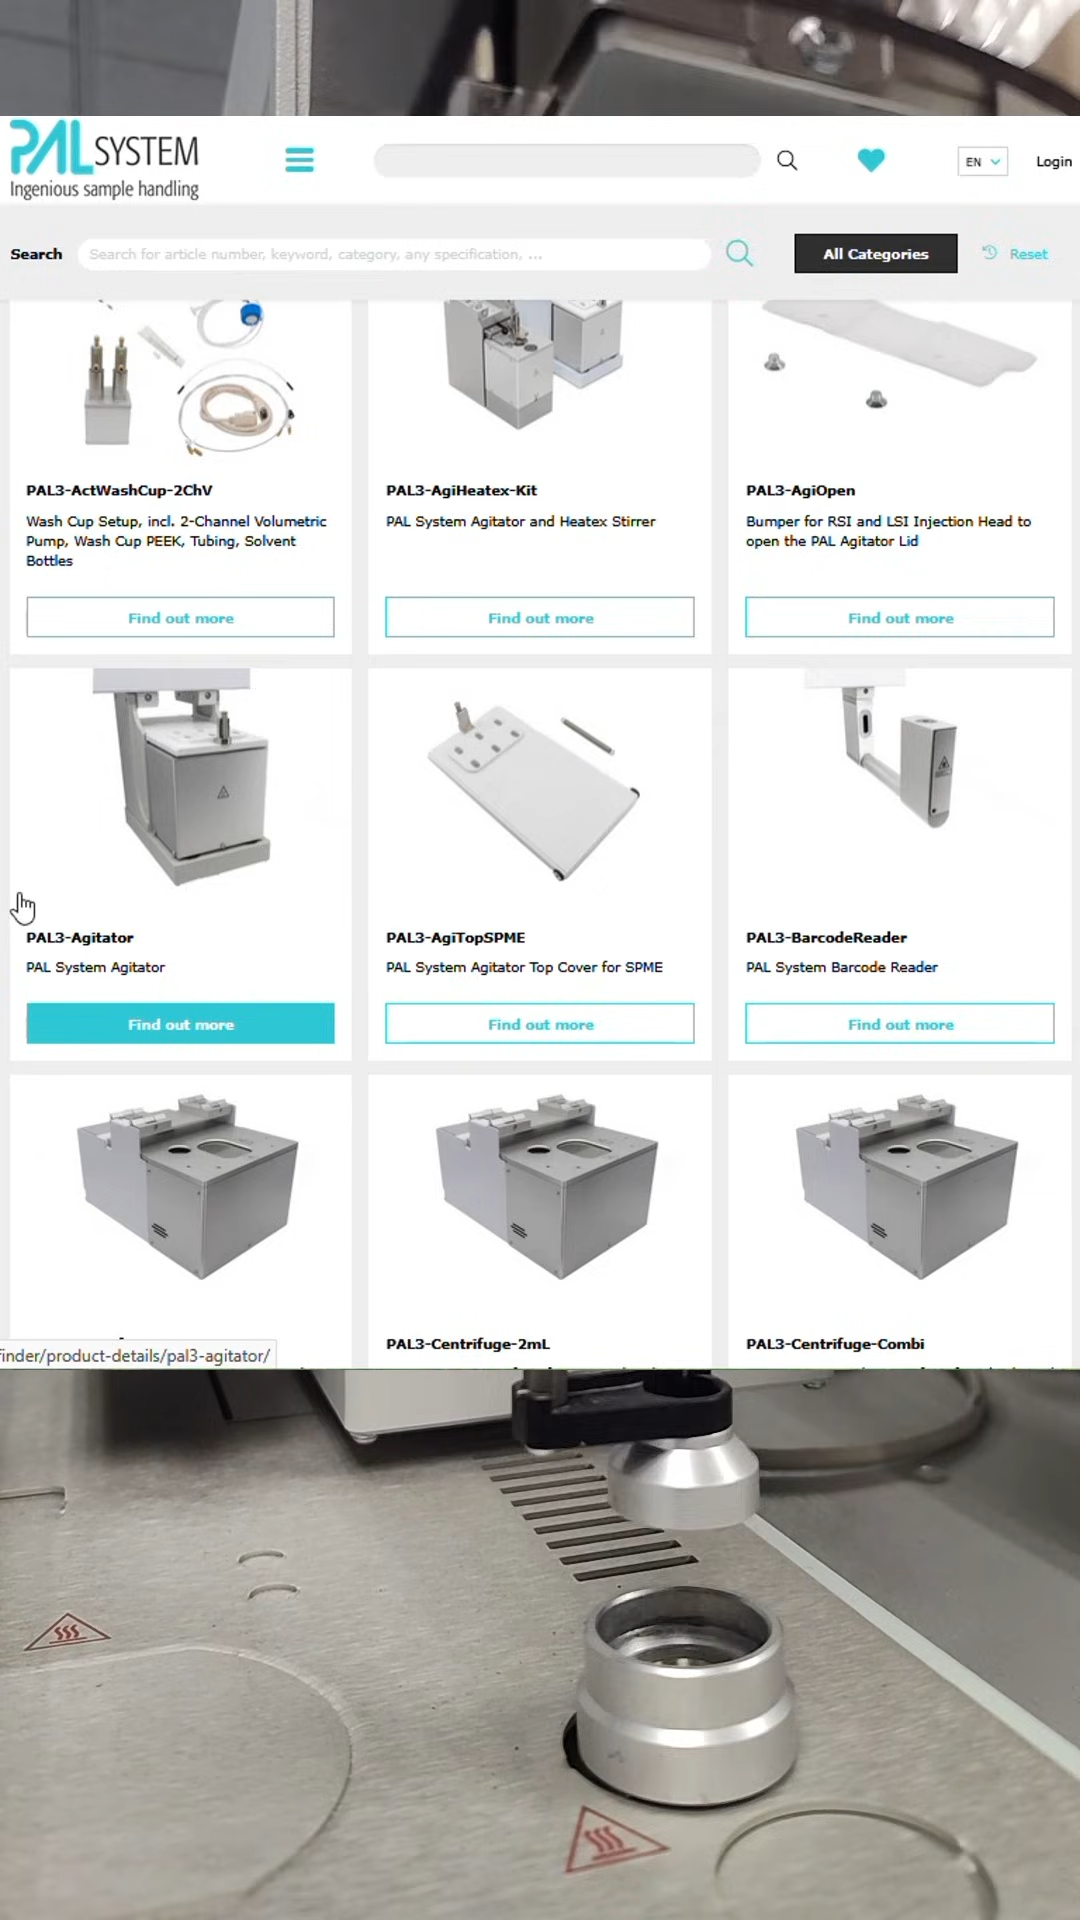 PAL SYSTEM
Ingenious sample handling
EN
Login
Search
Search for article number, keyword, category, any specification, ...
All Categories
Reset
PAL3-ActWashCup-2ChV
Wash Cup Setup, incl. 2-Channel Volumetric
Pump, Wash Cup PEEK, Tubing, Solvent
Bottles
Find out more
PAL3-AgiHeatex-Kit
PAL System Agitator and Heatex Stirrer
Find out more
PAL3-AgiOpen
Bumper for RSI and LSI Injection Head to
open the PAL Agitator Lid
Find out more
PAL3-Agitator
PAL System Agitator
Find out more
PAL3-AgiTopSPME
PAL System Agitator Top Cover for SPME
Find out more
PAL3-BarcodeReader
PAL System Barcode Reader
Find out more
PAL3-Centrifuge-2mL
PAL3-Centrifuge-Combi
finder/product-details/pal3-agitator/